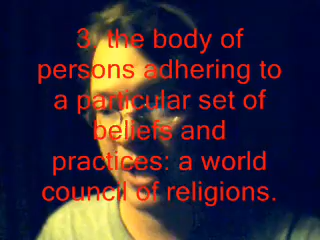 3. the body of
persons adhering to
a particular set of
beliefs and
practices: a world
council of religions.